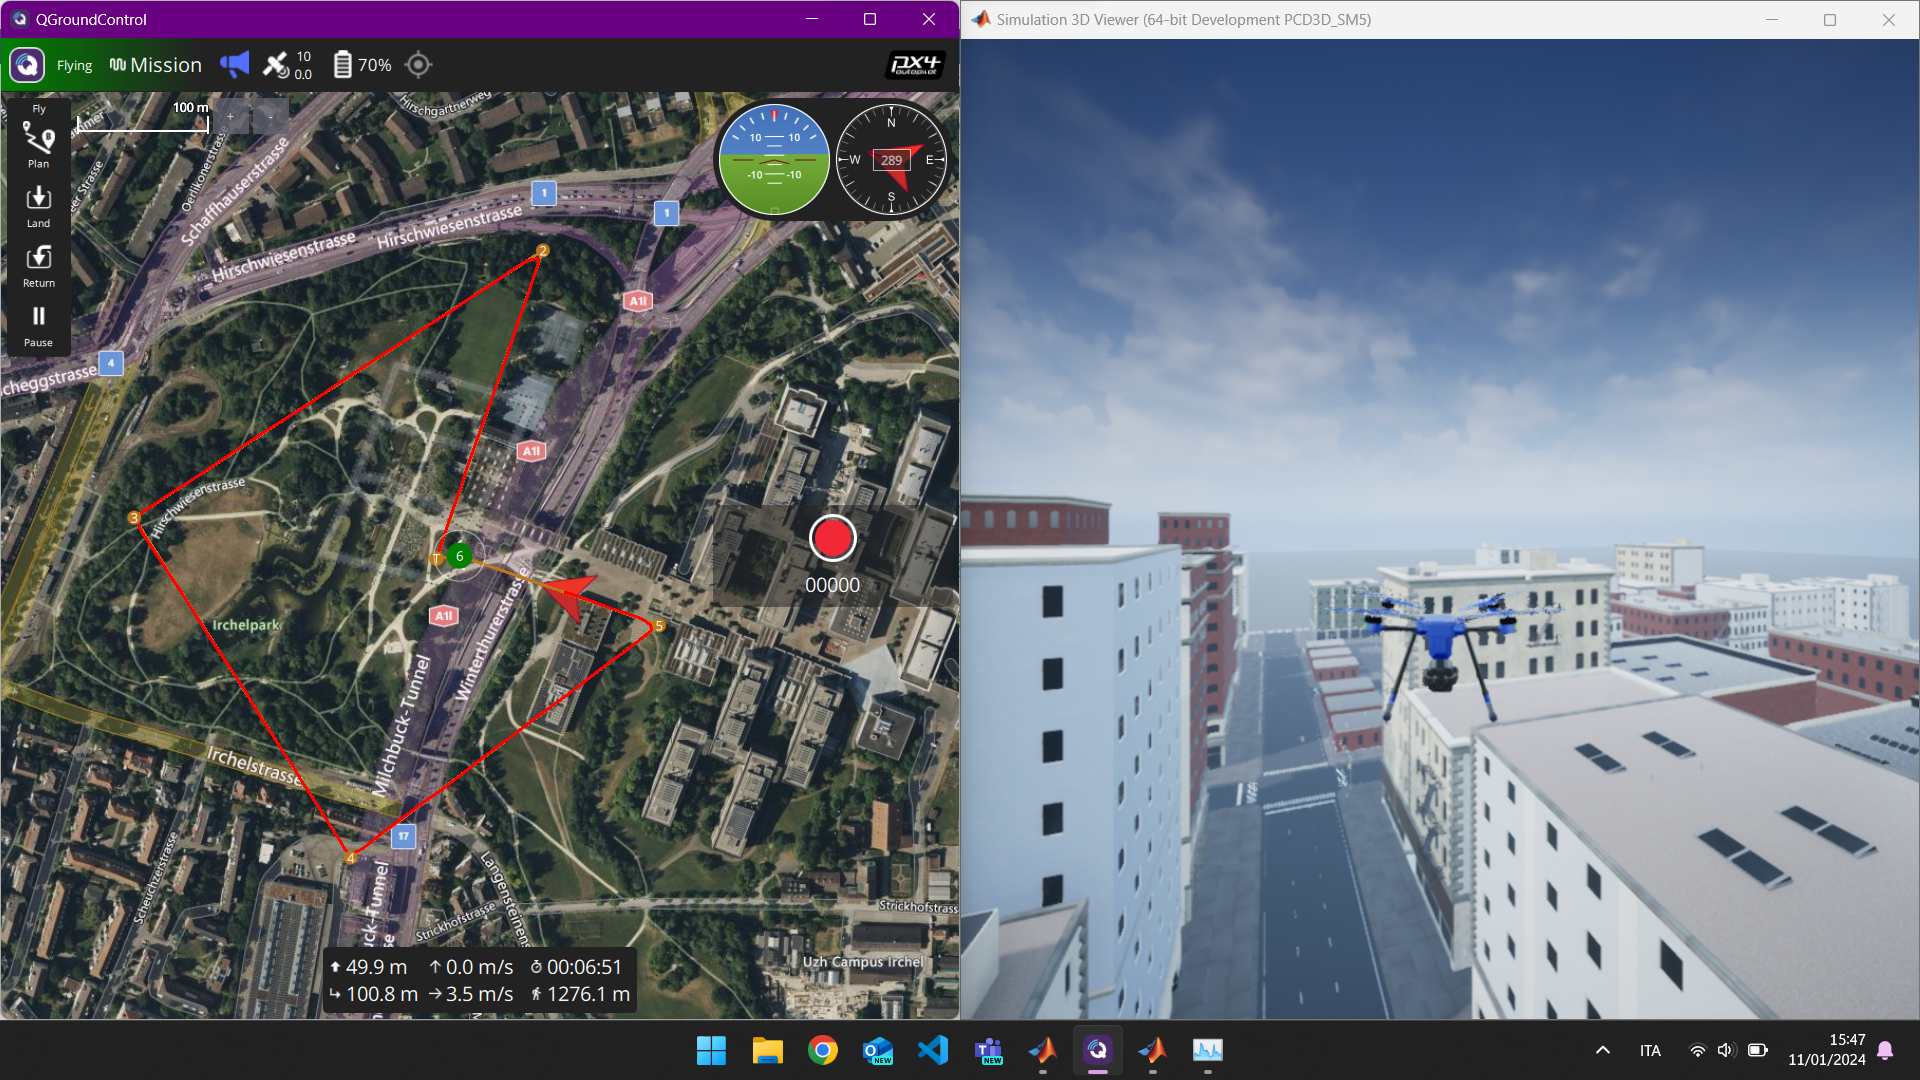 QGroundControl
Simulation 3D Viewer (64-bit Development PCD3D_SM5)
Flying
Mission
10
0.0
70%
PX4
autopilot
Fly
Plan
Land
Return
Pause
100 m
+
-
Hirschgartnerweg
Oerlikonerstrass
Schaffhauserstrasse
Hirschwiesenstrasse
Hirschwiesenstrasse
1
1
2
10
10
-10
-10
N
W
289
E
S
A1l
4
cheggstrasse
A1l
3
Hirschwiesenstrasse
T
6
00000
A1l
Irchelpark
Winterthurerstrasse
5
Milchbuck-Tunnel
Irchelstrasse
17
4
Scheuchzerstrasse
Langensteinen
Strickhofstrasse
Strickhofstrass
Uzh Campus Irchel
49.9 m
0.0 m/s
00:06:51
100.8 m
3.5 m/s
1276.1 m
NEW
NEW
ITA
15:47
11/01/2024